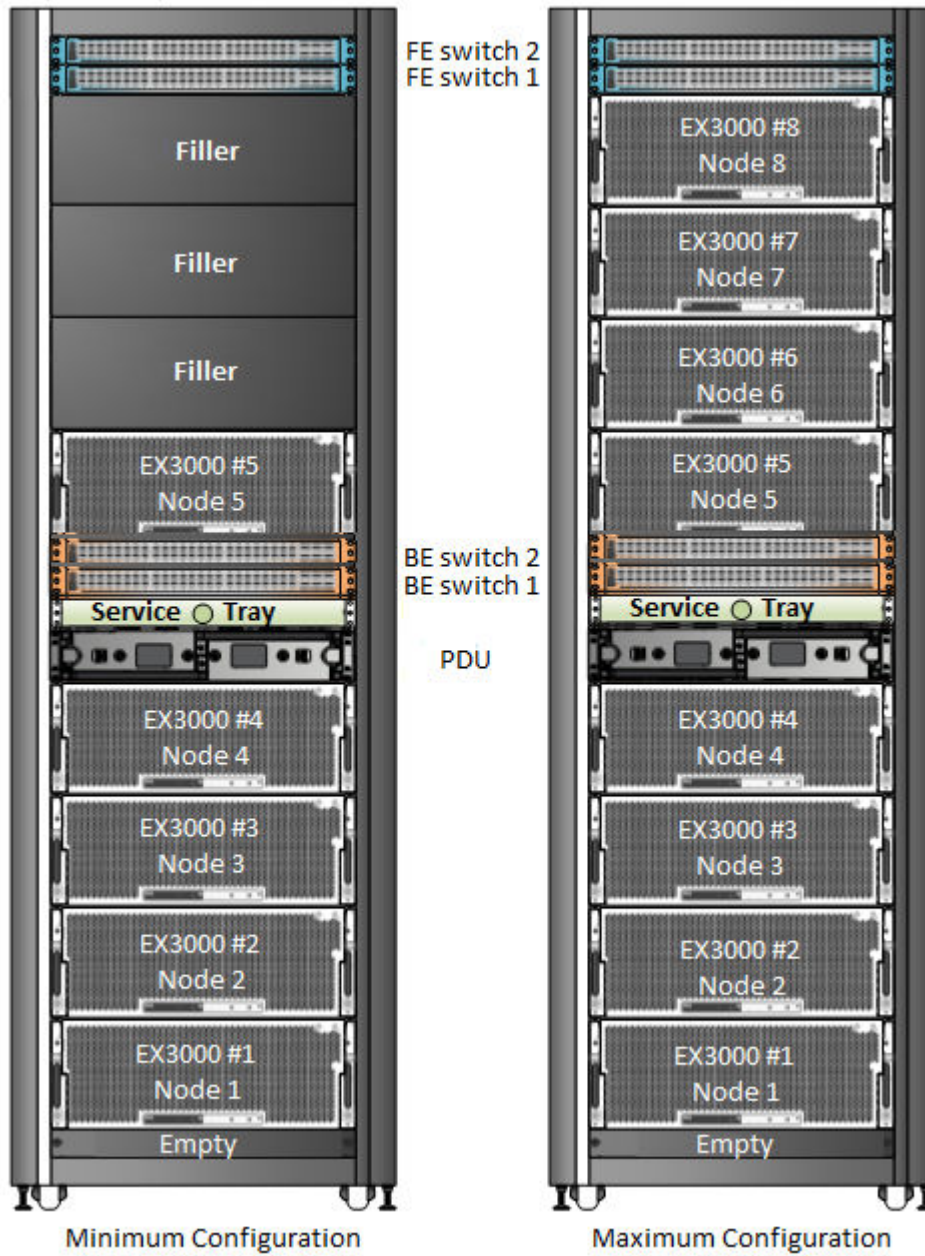 FE switch 2
FE switch 1
Filler
Filler
Filler
EX3000 #5
Node 5
BE switch 2
BE switch 1
Service Tray
PDU
EX3000 #4
Node 4
EX3000 #3
Node 3
EX3000 #2
Node 2
EX3000 #1
Node 1
Empty
Minimum Configuration
EX3000 #8
Node 8
EX3000 #7
Node 7
EX3000 #6
Node 6
EX3000 #5
Node 5
Service Tray
EX3000 #4
Node 4
EX3000 #3
Node 3
EX3000 #2
Node 2
EX3000 #1
Node 1
Empty
Maximum Configuration